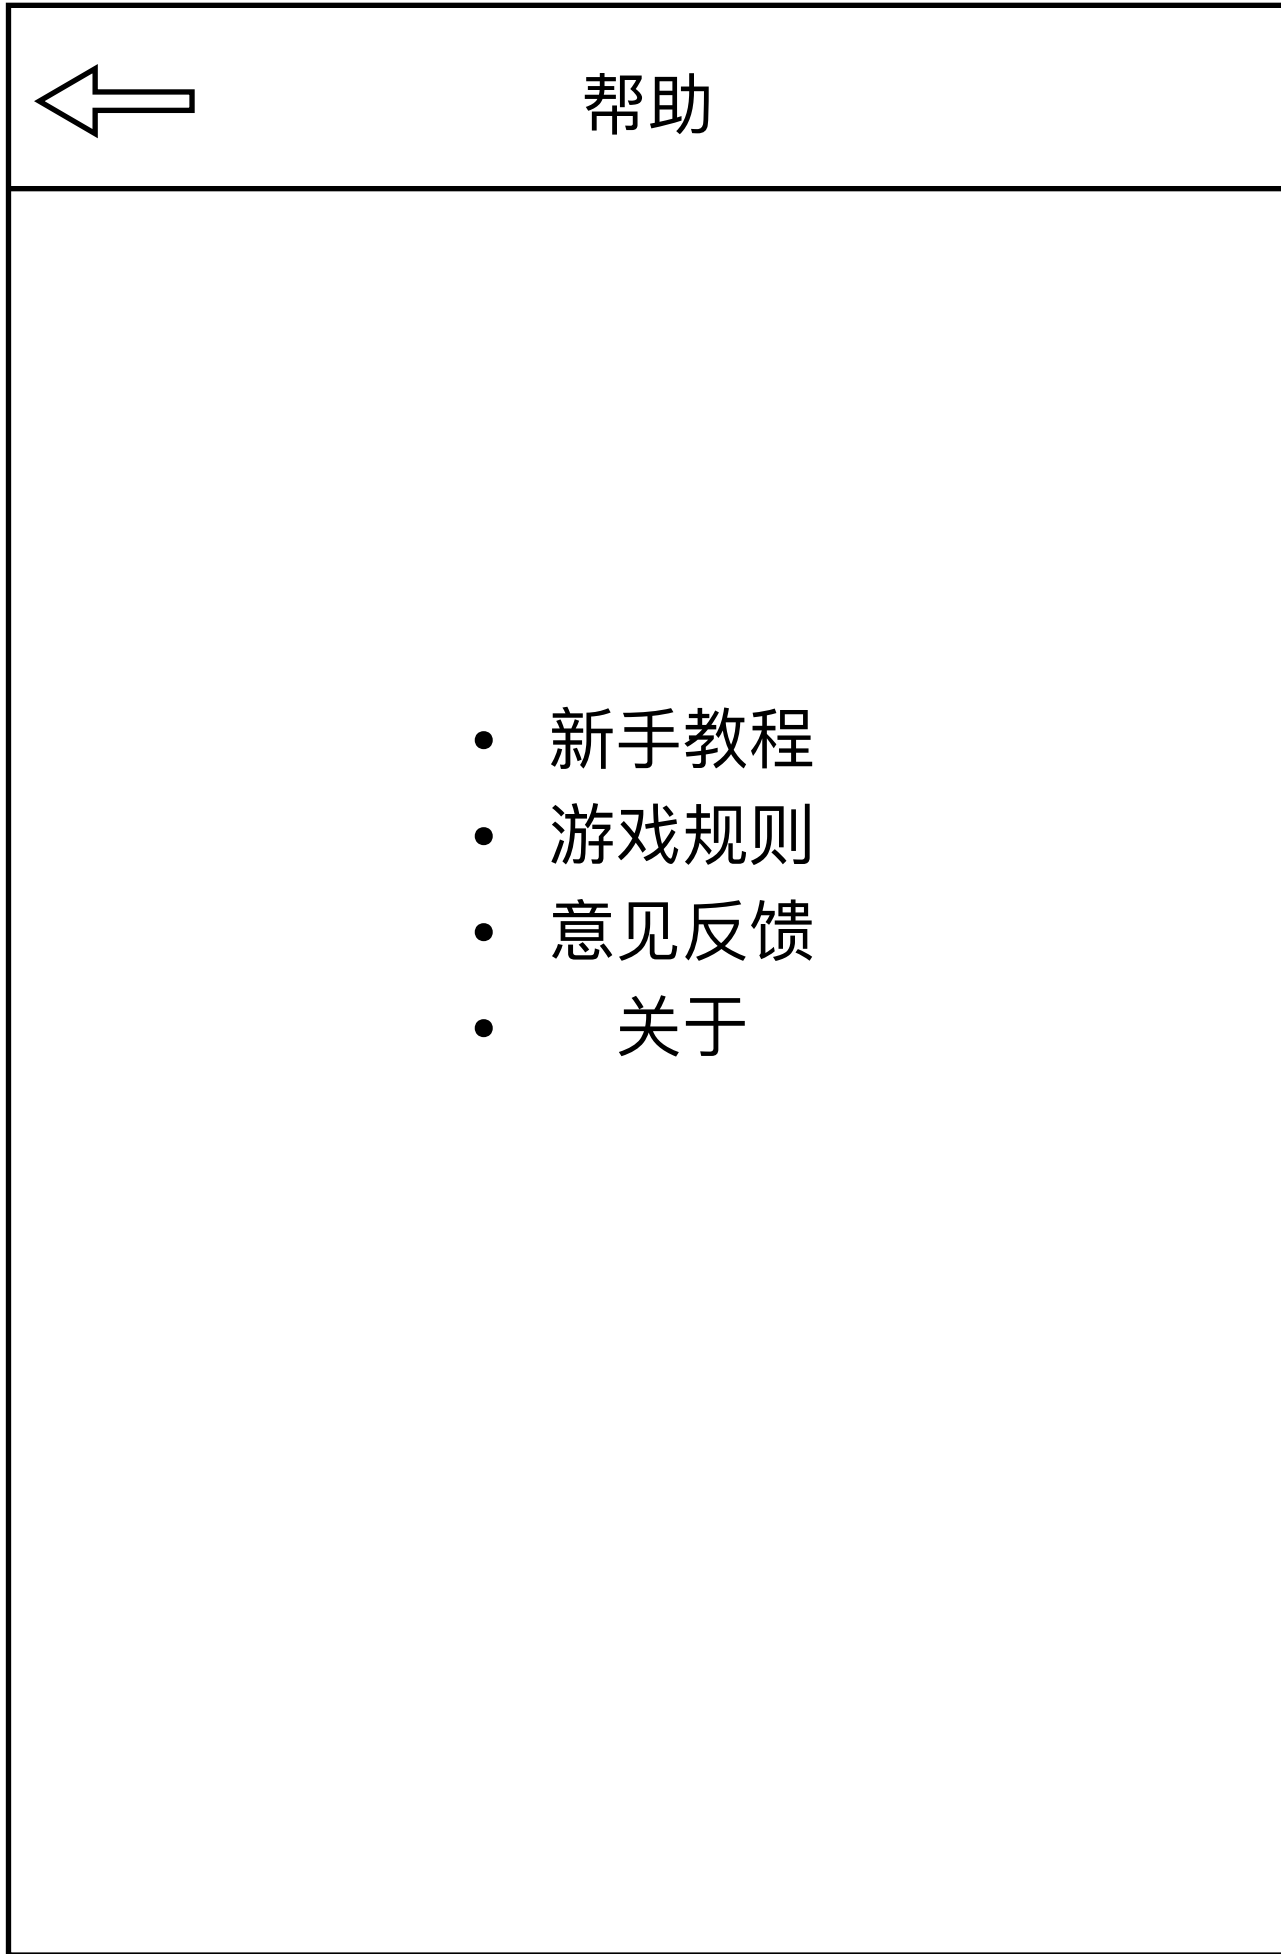 帮助
• 新手教程
• 游戏规则
• 意见反馈
• 关于